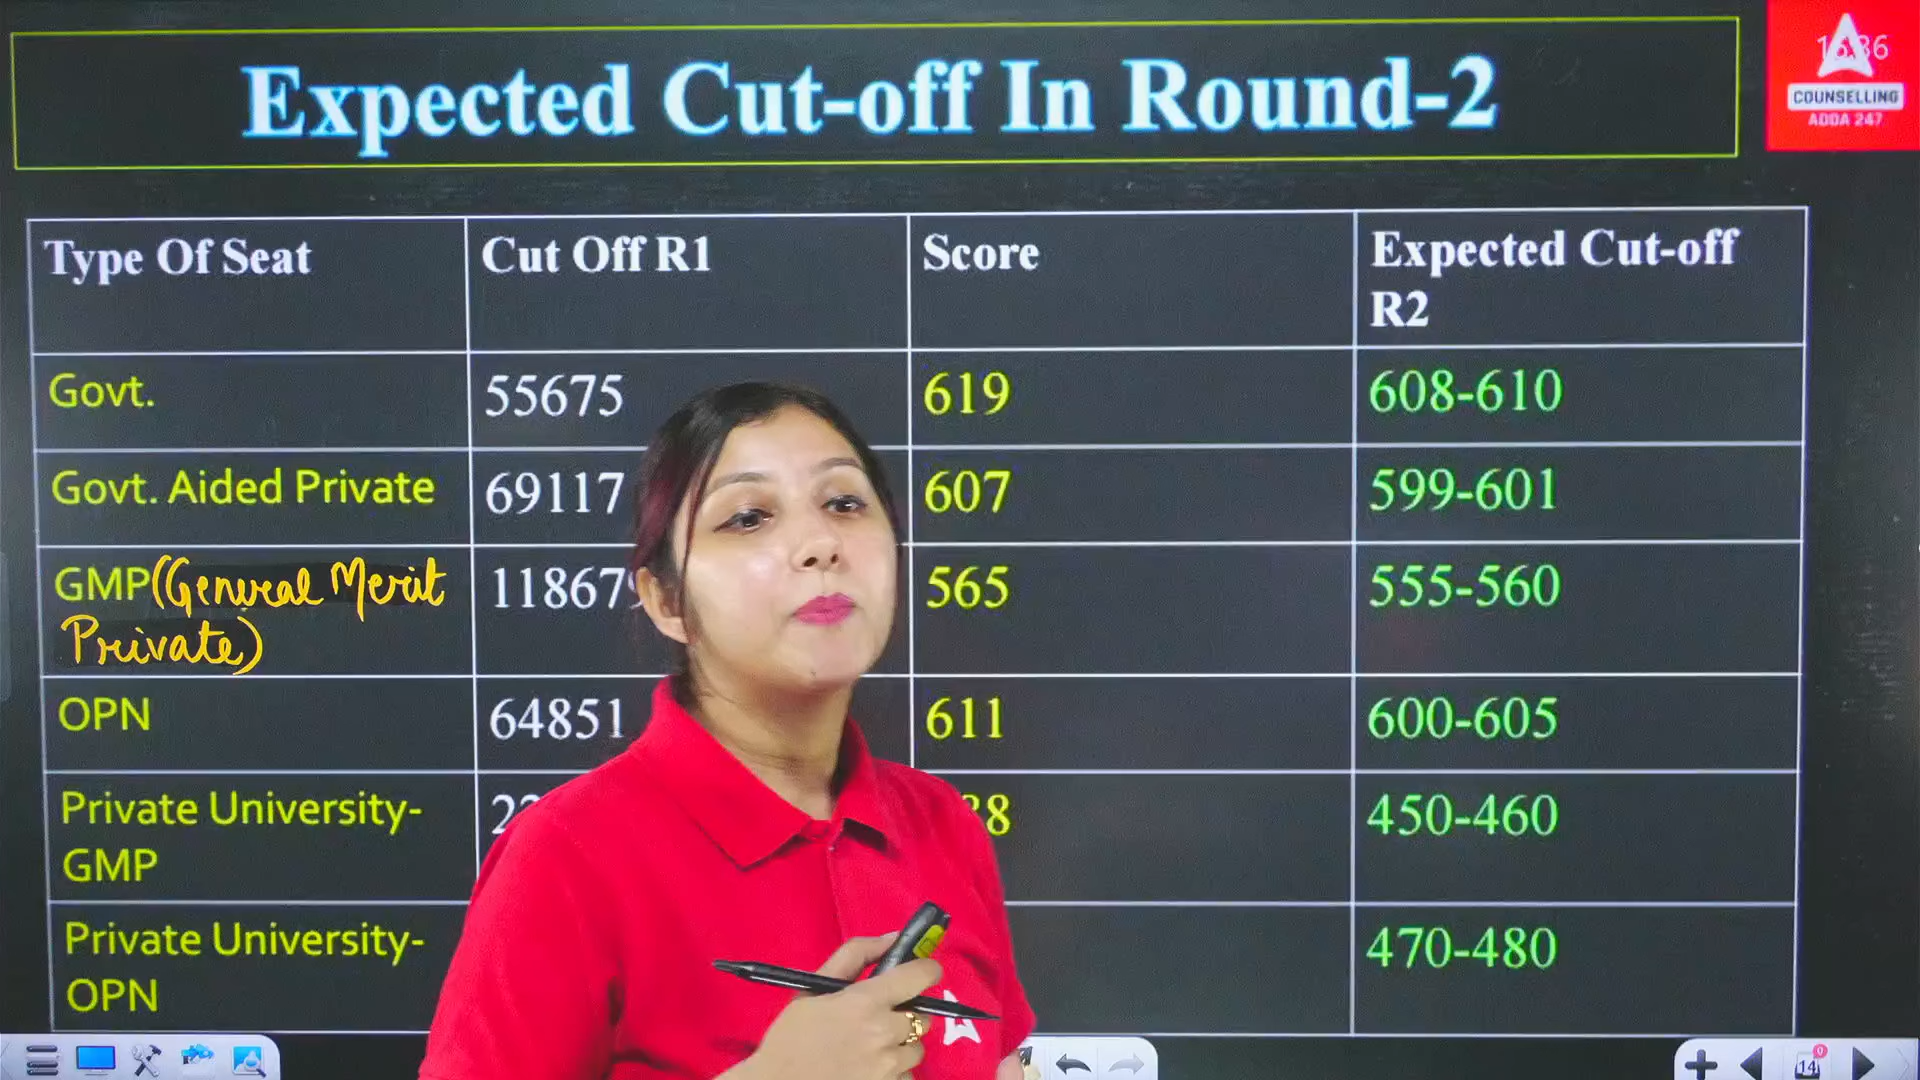 Expected Cut-off In Round-2
COUNSELLING
ADDA 247
Type Of Seat
Cut Off R1
Score
Expected Cut-off
R2
Govt.
55675
619
608-610
Govt. Aided Private
69117
607
599-601
GMP(General Merit
Private)
565
555-560
OPN
64851
611
600-605
Private University-
GMP
450-460
Private University-
OPN
470-480
14